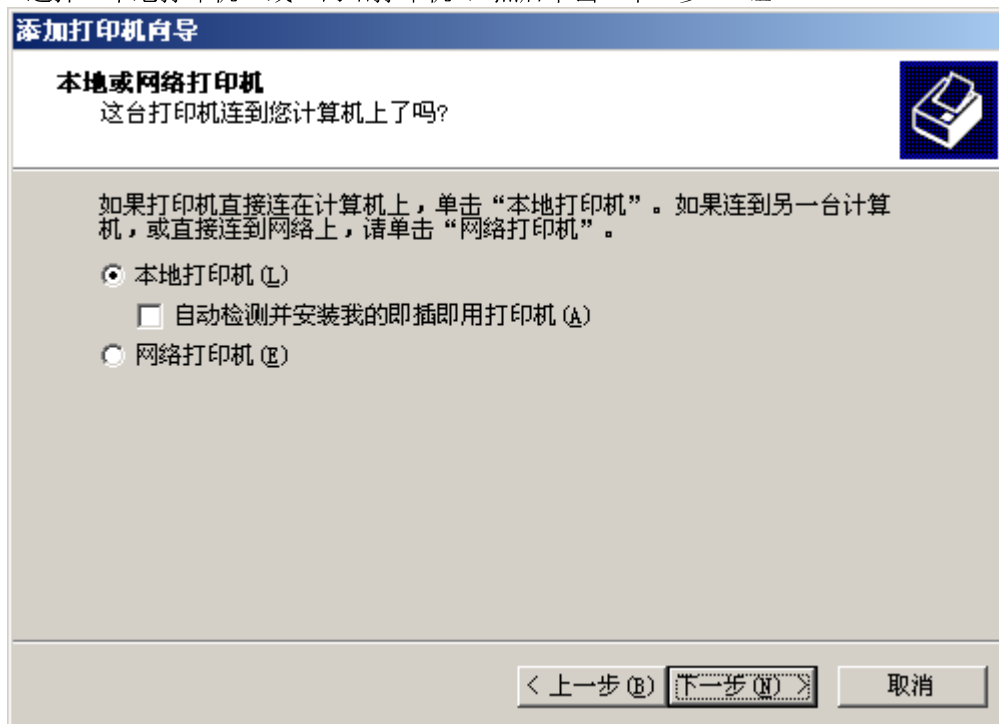 添加打印机向导
本地或网络打印机
这台打印机连到您计算机上了吗?
如果打印机直接连在计算机上，单击“本地打印机”。如果连到另一台计算
机，或直接连到网络上，请单击“网络打印机”。
本地打印机(L)
自动检测并安装我的即插即用打印机(A)
网络打印机(E)
< 上一步(B) 下一步(N) > 取消